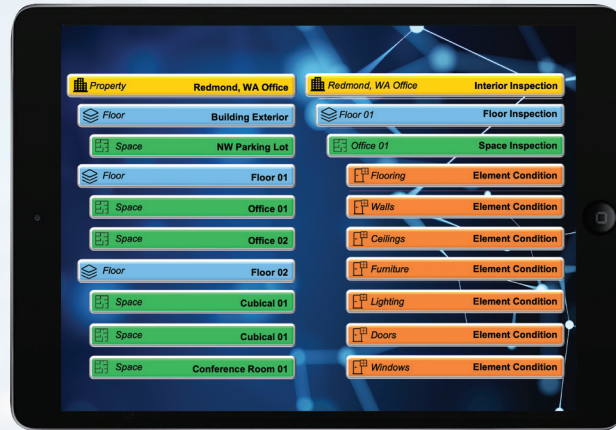 Property Redmond, WA Office
Floor Building Exterior
Space NW Parking Lot
Floor Floor 01
Space Office 01
Space Office 02
Floor Floor 02
Space Cubical 01
Space Cubical 01
Space Conference Room 01
Redmond, WA Office Interior Inspection
Floor 01 Floor Inspection
Office 01 Space Inspection
Flooring Element Condition
Walls Element Condition
Ceilings Element Condition
Furniture Element Condition
Lighting Element Condition
Doors Element Condition
Windows Element Condition